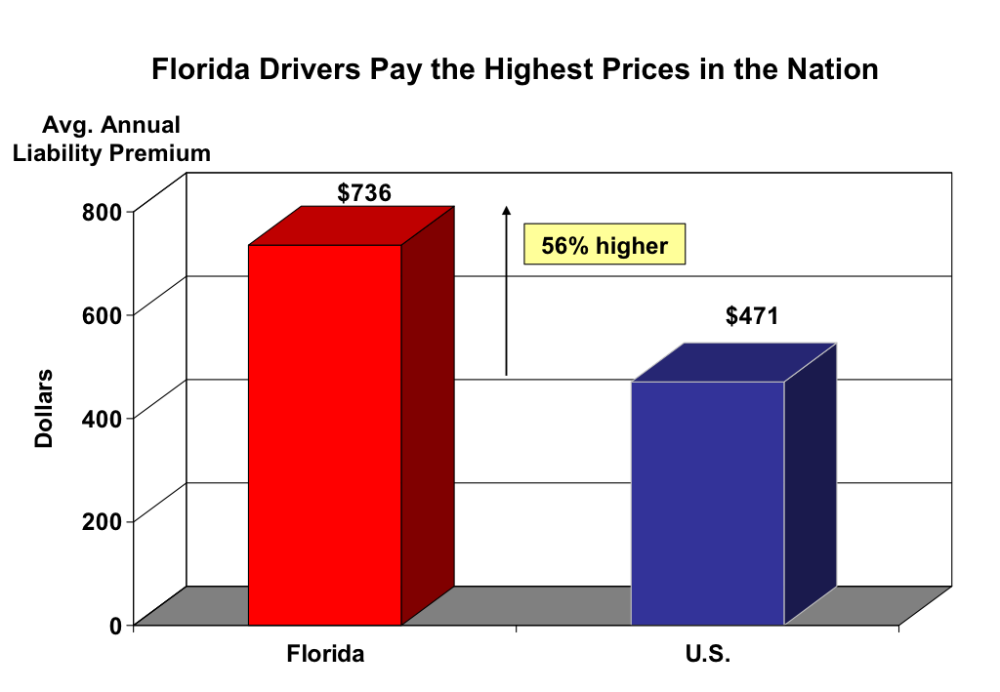 Florida Drivers Pay the Highest Prices in the Nation
Avg. Annual
Liability Premium
$736
800
56% higher
600
$471
Dollars
400
200
0
Florida
U.S.